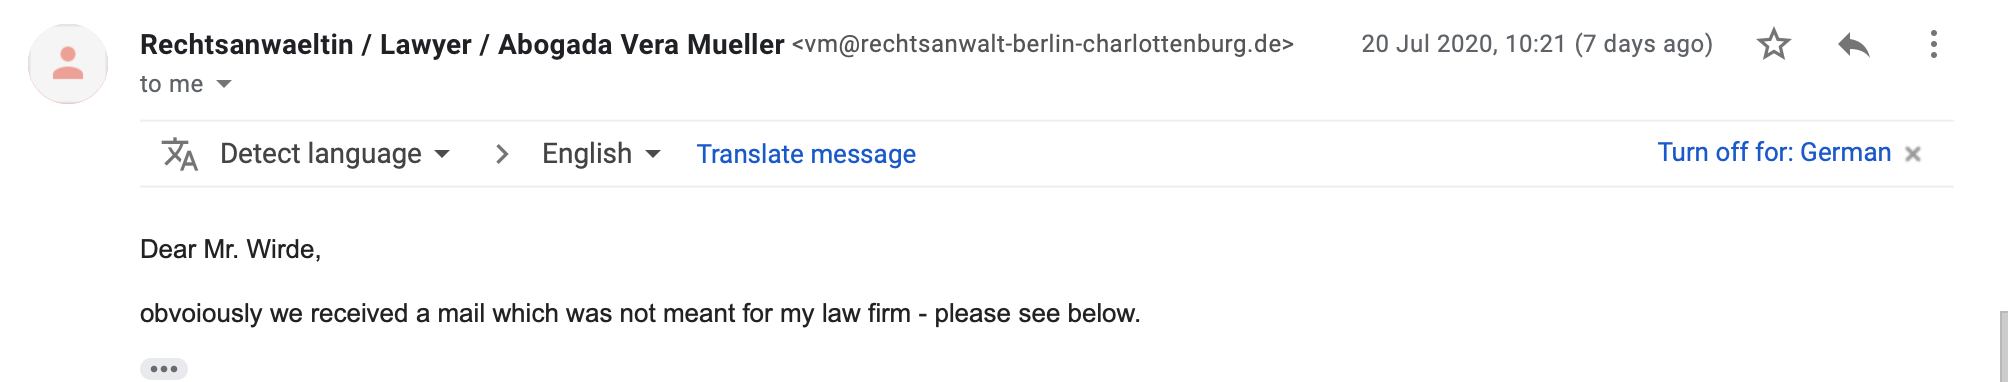 Rechtsanwaeltin / Lawyer / Abogada Vera Mueller <vm@rechtsanwalt-berlin-charlottenburg.de> 20 Jul 2020, 10:21 (7 days ago)
to me
Detect language > English Translate message Turn off for: German ×
Dear Mr. Wirde,
obvoiously we received a mail which was not meant for my law firm - please see below.
•••